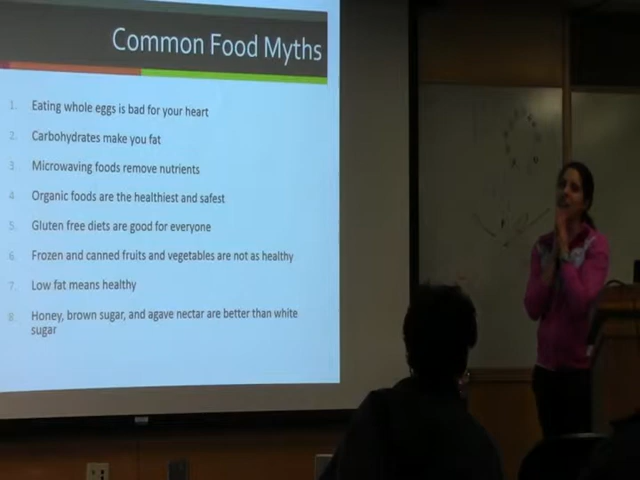 Common Food Myths
1. Eating whole eggs is bad for your heart
2. Carbohydrates make you fat
3. Microwaving foods remove nutrients
4. Organic foods are the healthiest and safest
5. Gluten free diets are good for everyone
6. Frozen and canned fruits and vegetables are not as healthy
7. Low fat means healthy
8. Honey, brown sugar, and agave nectar are better than white
sugar